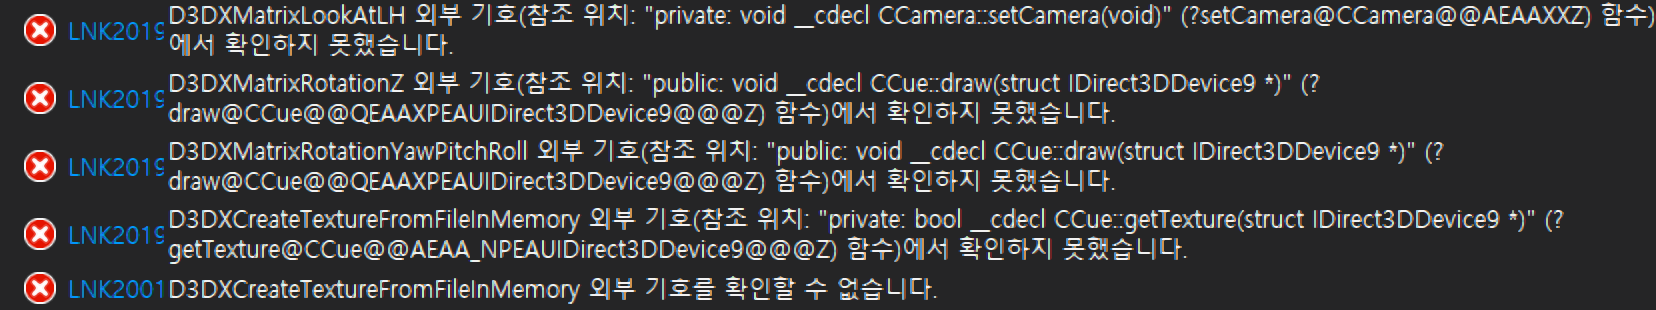 LNK2019 D3DXMatrixLookAtLH 외부 기호(참조 위치: "private: void __cdecl CCamera::setCamera(void)" (?setCamera@CCamera@@AEAAXXZ) 함수)
에서 확인하지 못했습니다.
LNK2019 D3DXMatrixRotationZ 외부 기호(참조 위치: "public: void __cdecl CCue::draw(struct IDirect3DDevice9 *)" (?
draw@CCue@@QEAAXPEAUIDirect3DDevice9@@@Z) 함수)에서 확인하지 못했습니다.
LNK2019 D3DXMatrixRotationYawPitchRoll 외부 기호(참조 위치: "public: void __cdecl CCue::draw(struct IDirect3DDevice9 *)" (?
draw@CCue@@QEAAXPEAUIDirect3DDevice9@@@Z) 함수)에서 확인하지 못했습니다.
LNK2019 D3DXCreateTextureFromFileInMemory 외부 기호(참조 위치: "private: bool __cdecl CCue::getTexture(struct IDirect3DDevice9 *)" (?
getTexture@CCue@@AEAA_NPEAUIDirect3DDevice9@@@Z) 함수)에서 확인하지 못했습니다.
LNK2001 D3DXCreateTextureFromFileInMemory 외부 기호를 확인할 수 없습니다.